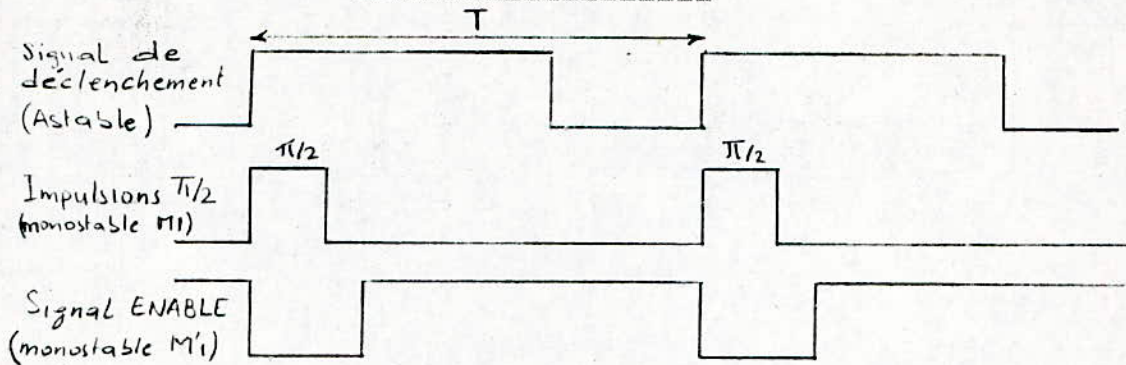 T
Signal de
déclenchement
(Astable)
π/2
π/2
Impulsions π/2
(monostable M1)
Signal ENABLE
(monostable M'1)